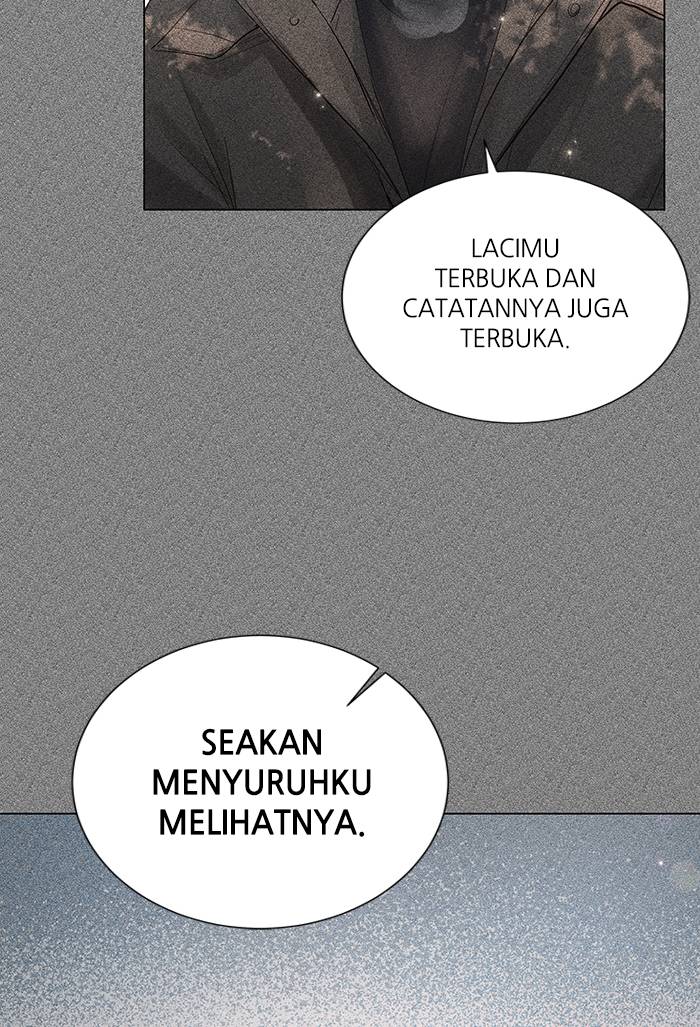 LACIMU
TERBUKA DAN
CATATANNYA JUGA
TERBUKA.
SEAKAN
MENYURUHKU
MELIHATNYA.